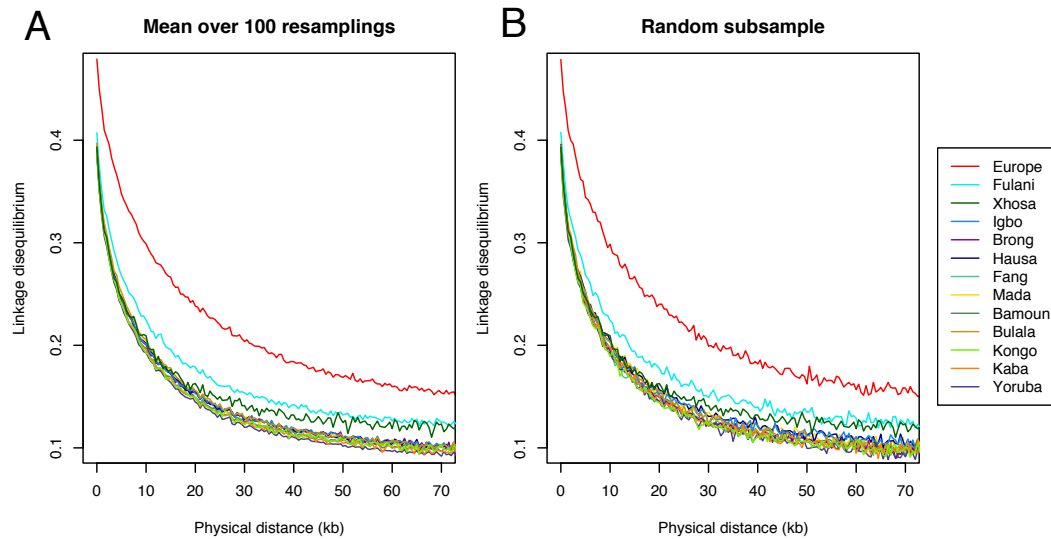 A
Mean over 100 resamplings
Linkage disequilibrium
0.1
0.2
0.3
0.4
0 10 20 30 40 50 60 70
Physical distance (kb)
B
Random subsample
Linkage disequilibrium
0.1
0.2
0.3
0.4
0 10 20 30 40 50 60 70
Physical distance (kb)
Europe
Fulani
Xhosa
Igbo
Brong
Hausa
Fang
Mada
Bamoun
Bulala
Kongo
Kaba
Yoruba